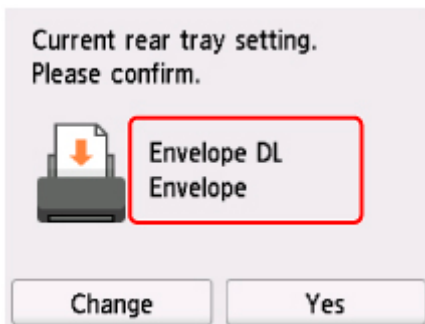 Current rear tray setting.
Please confirm.
Envelope DL
Envelope
Change
Yes